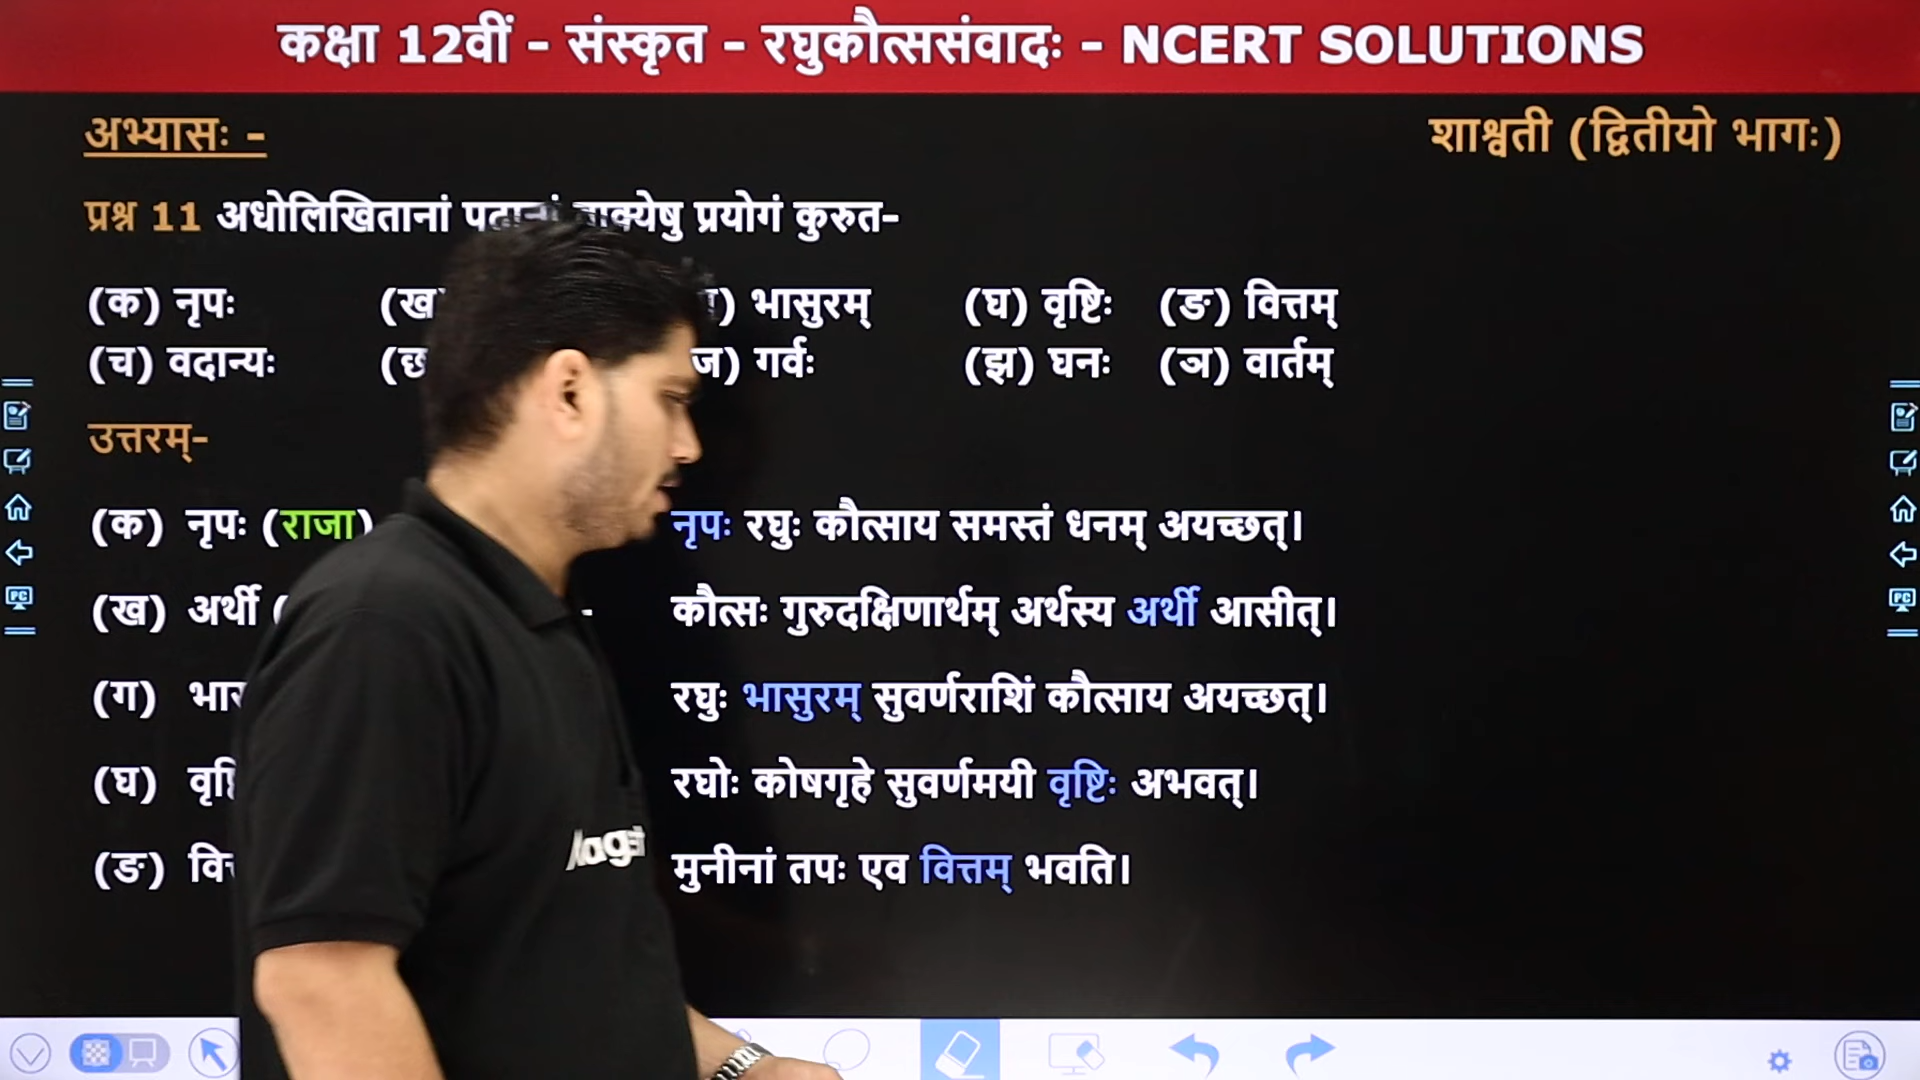 कक्षा 12वीं - संस्कृत - रघुकौत्ससंवादः - NCERT SOLUTIONS
अभ्यासः - शाश्वती (द्वितीयो भागः)
प्रश्न 11 अधोलिखितानां प्रयोगं कुरुत-
(क) नृपः (ख) भासुरम् (घ) वृष्टिः (ङ) वित्तम्
(च) वदान्यः (छ ज) गर्वः (झ) घनः (ञ) वार्तम्
उत्तरम्-
(क) नृपः (राजा) नृपः रघुः कौत्साय समस्तं धनम् अयच्छत्।
(ख) अर्थी ( - कौत्सः गुरुदक्षिणार्थम् अर्थस्य अर्थी आसीत्।
(ग) रघुः भासुरम् सुवर्णराशिं कौत्साय अयच्छत्।
(घ) रघोः कोषगृहे सुवर्णमयी वृष्टिः अभवत्।
(ङ) मुनीनां तपः एव वित्तम् भवति।